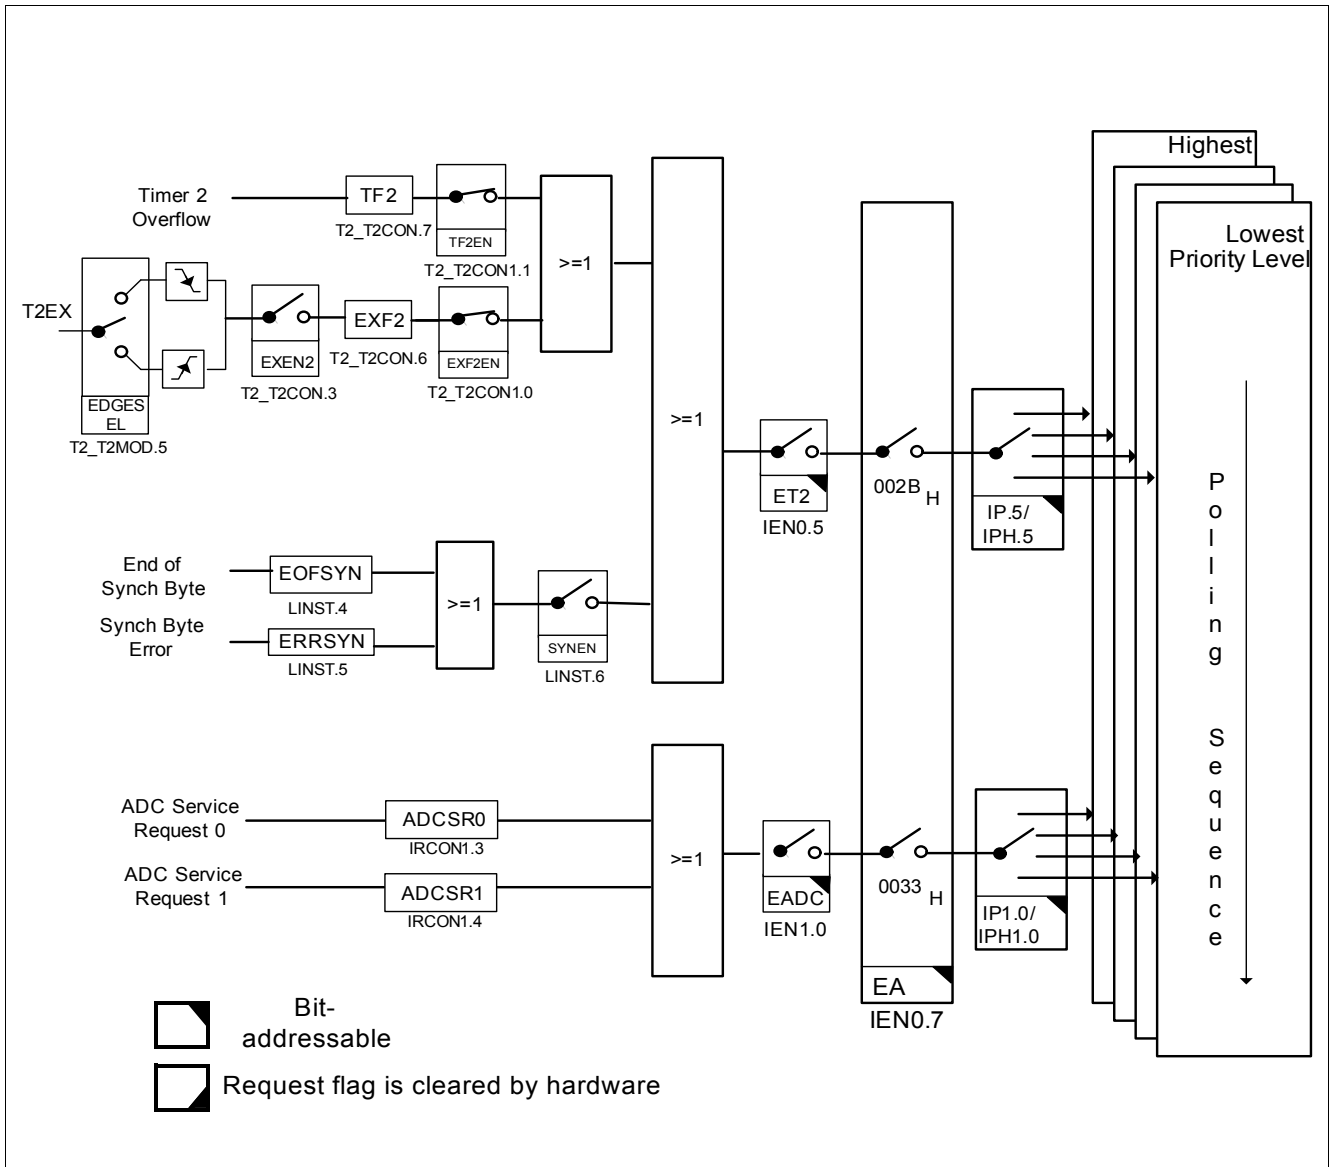 Highest
Lowest
Priority Level
Timer 2
Overflow
TF2
T2_T2CON.7
TF2EN
T2_T2CON1.1
>=1
T2EX
EDGES
EL
T2_T2MOD.5
EXEN2
T2_T2CON.3
EXF2
T2_T2CON.6
EXF2EN
T2_T2CON1.0
>=1
ET2
IEN0.5
002B H
IP.5/
IPH.5
End of
Synch Byte
EOFSYN
LINST.4
Synch Byte
Error
ERRSYN
LINST.5
>=1
SYNEN
LINST.6
Polling Sequence
ADC Service
Request 0
ADCSR0
IRCON1.3
ADC Service
Request 1
ADCSR1
IRCON1.4
>=1
EADC
IEN1.0
0033 H
IP1.0/
IPH1.0
EA
IEN0.7
Bit-
addressable
Request flag is cleared by hardware